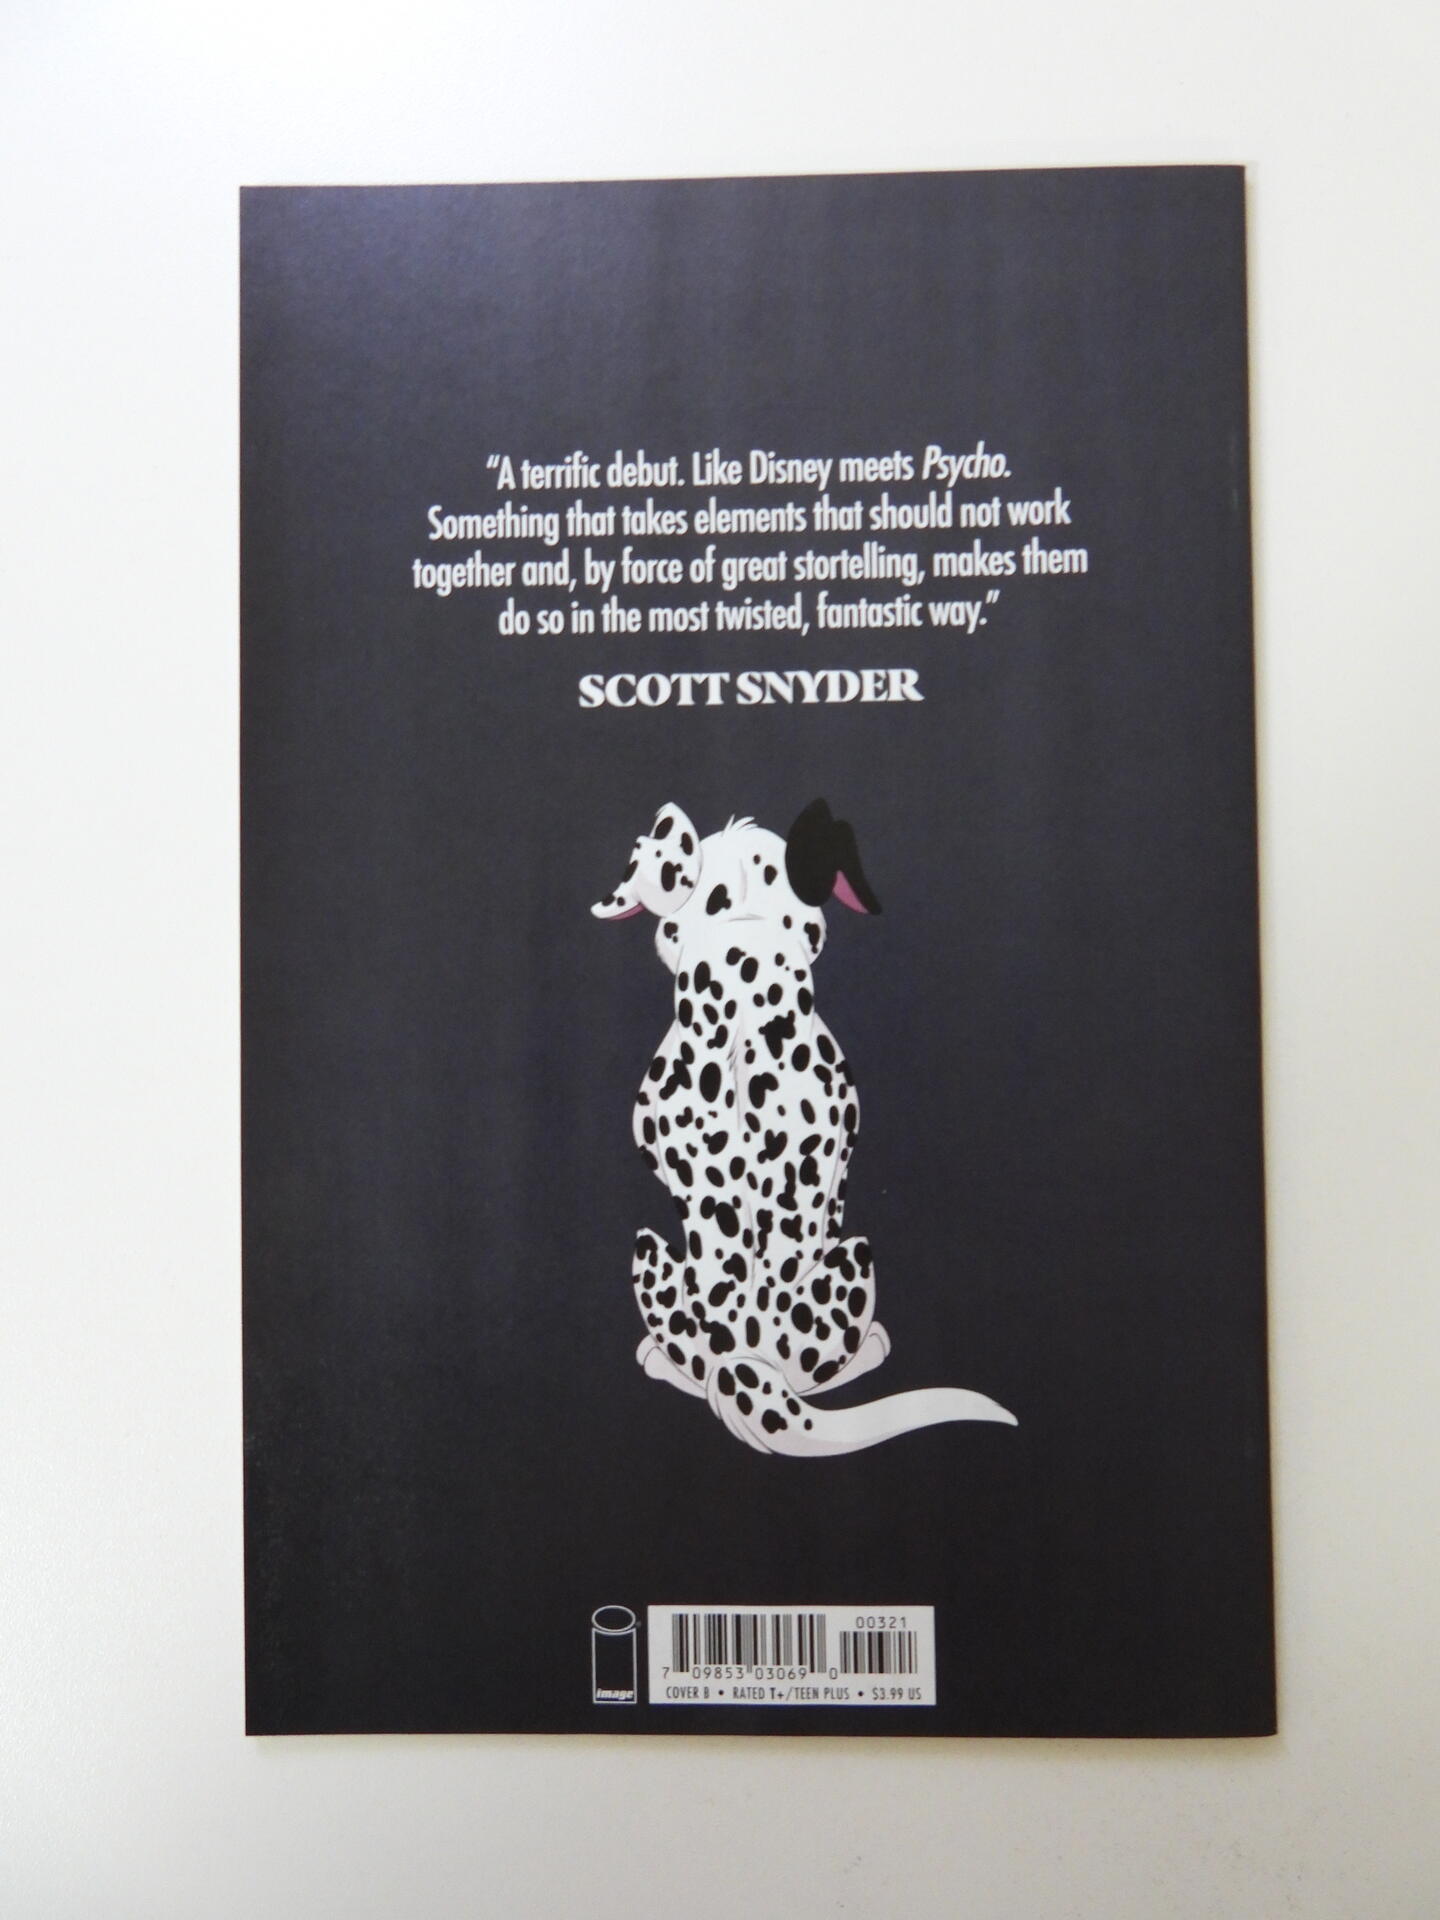 “A terrific debut. Like Disney meets Psycho.
Something that takes elements that should not work
together and, by force of great stortelling, makes them
do so in the most twisted, fantastic way.”
SCOTT SNYDER
image
00321
7 09853 03069 0
COVER B • RATED T+/TEEN PLUS • $3.99 US